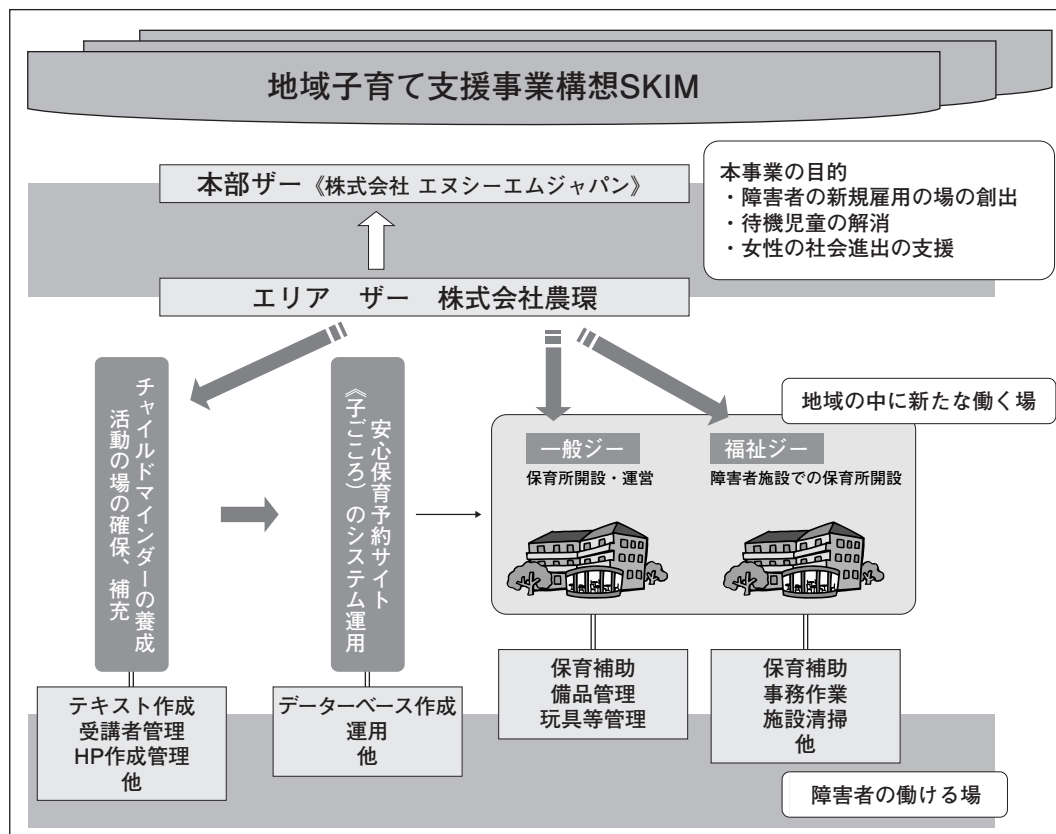 地域子育て支援事業構想SKIM
本部ザー《株式会社 エヌシーエムジャパン》
本事業の目的
・障害者の新規雇用の場の創出
・待機児童の解消
・女性の社会進出の支援
エリア　ザー　株式会社農環
チャイルドマインダーの養成
活動の場の確保、補充
安心保育予約サイト
《子ごころ）のシステム運用
地域の中に新たな働く場
一般ジー
保育所開設・運営
福祉ジー
障害者施設での保育所開設
テキスト作成
受講者管理
HP作成管理
他
データーベース作成
運用
他
保育補助
備品管理
玩具等管理
保育補助
事務作業
施設清掃
他
障害者の働ける場